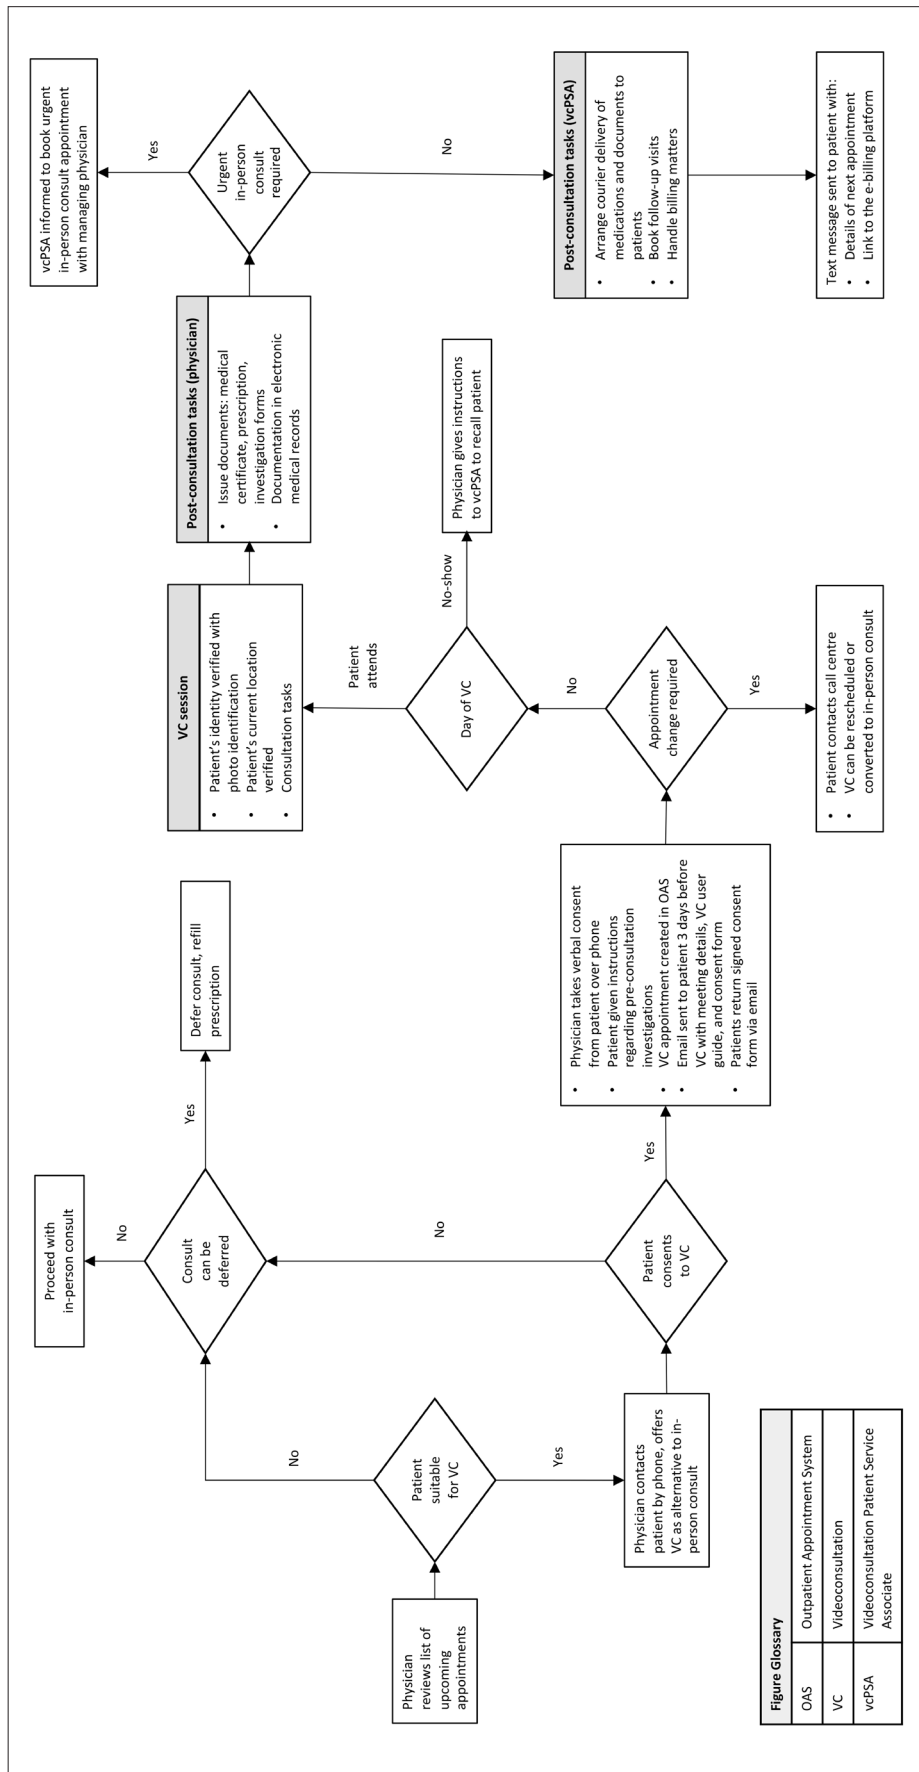 Physician
reviews list of
upcoming
appointments
Patient
suitable
for VC
No
Yes
Physician contacts
patient by phone, offers
VC as alternative to in-
person consult
Proceed with
in-person consult
No
Consult
can be
deferred
Yes
Defer consult, refill
prescription
No
Patient
consents
to VC
Yes
• Physician takes verbal consent
from patient over phone
• Patient given instructions
regarding pre-consultation
investigations
• VC appointment created in OAS
• Email sent to patient 3 days before
VC with meeting details, VC user
guide, and consent form
• Patients return signed consent
form via email
Appointment
change required
Yes
• Patient contacts call centre
• VC can be rescheduled or
converted to in-person consult
No
Day of VC
No-show
Physician gives instructions
to vcPSA to recall patient
Patient
attends
VC session
• Patient's identity verified with
photo identification
• Patient's current location
verified
• Consultation tasks
Post-consultation tasks (physician)
• Issue documents: medical
certificate, prescription,
investigation forms
• Documentation in electronic
medical records
Urgent
in-person
consult
required
Yes
vcPSA informed to book urgent
in-person consult appointment
with managing physician
No
Post-consultation tasks (vcPSA)
• Arrange courier delivery of
medications and documents to
patients
• Book follow-up visits
• Handle billing matters
Text message sent to patient with:
• Details of next appointment
• Link to the e-billing platform
Figure Glossary
OAS Outpatient Appointment System
VC Videoconsultation
vcPSA Videoconsultation Patient Service
Associate